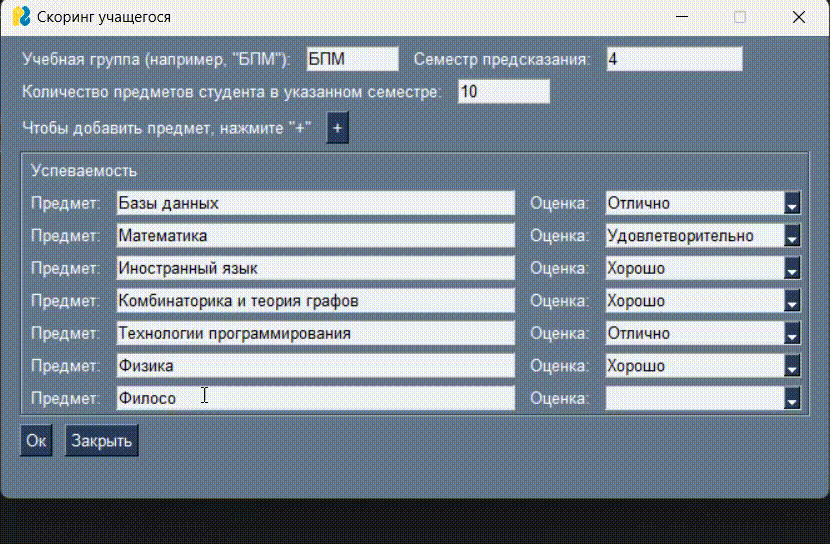 Скоринг учащегося
Учебная группа (например, "БПМ"): БПМ Семестр предсказания: 4
Количество предметов студента в указанном семестре: 10
Чтобы добавить предмет, нажмите "+" +
Успеваемость
Предмет: Базы данных Оценка: Отлично
Предмет: Математика Оценка: Удовлетворительно
Предмет: Иностранный язык Оценка: Хорошо
Предмет: Комбинаторика и теория графов Оценка: Хорошо
Предмет: Технологии программирования Оценка: Отлично
Предмет: Физика Оценка: Хорошо
Предмет: Филосо Оценка:
Ок Закрыть